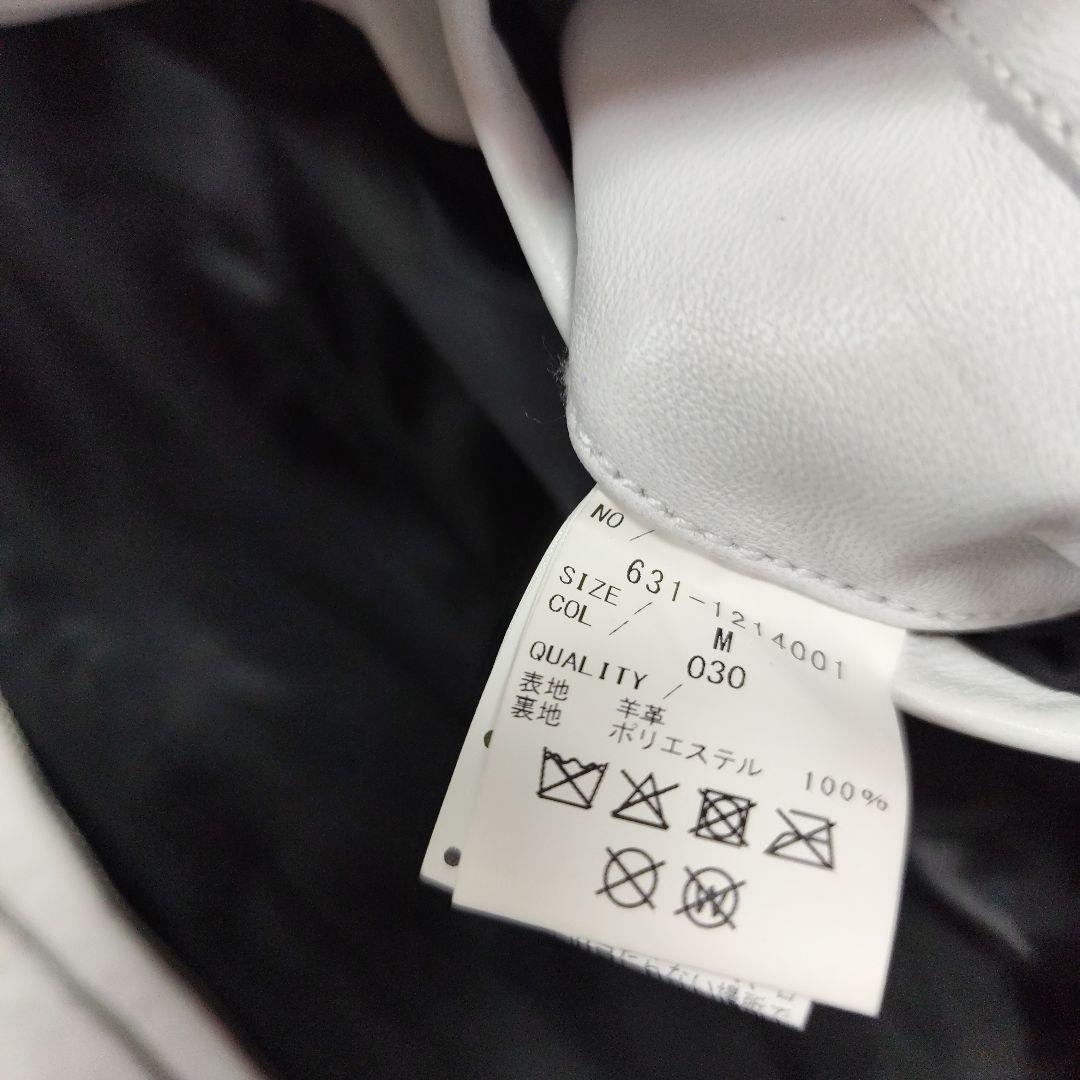 NO /
631-1214001
SIZE / M
COL / 030
QUALITY /
表地 羊革
裏地 ポリエステル 100%
W